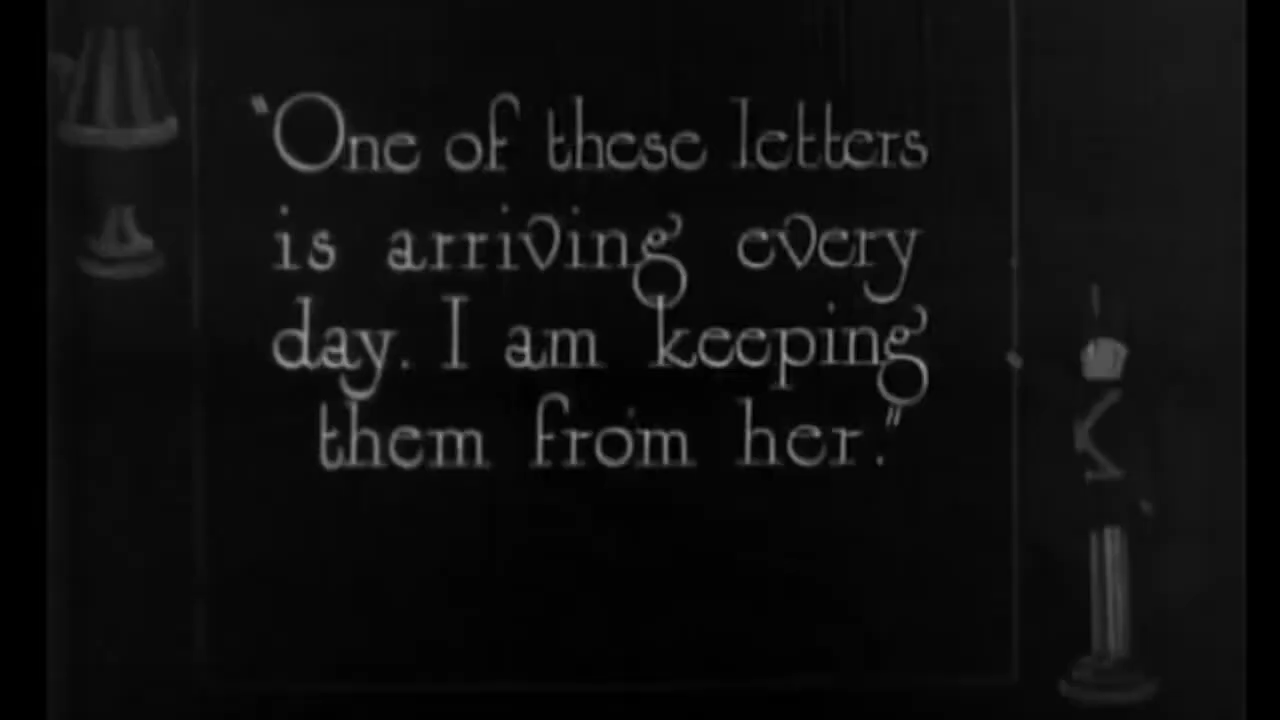 "One of these letters
is arriving every
day. I am keeping
them from her."